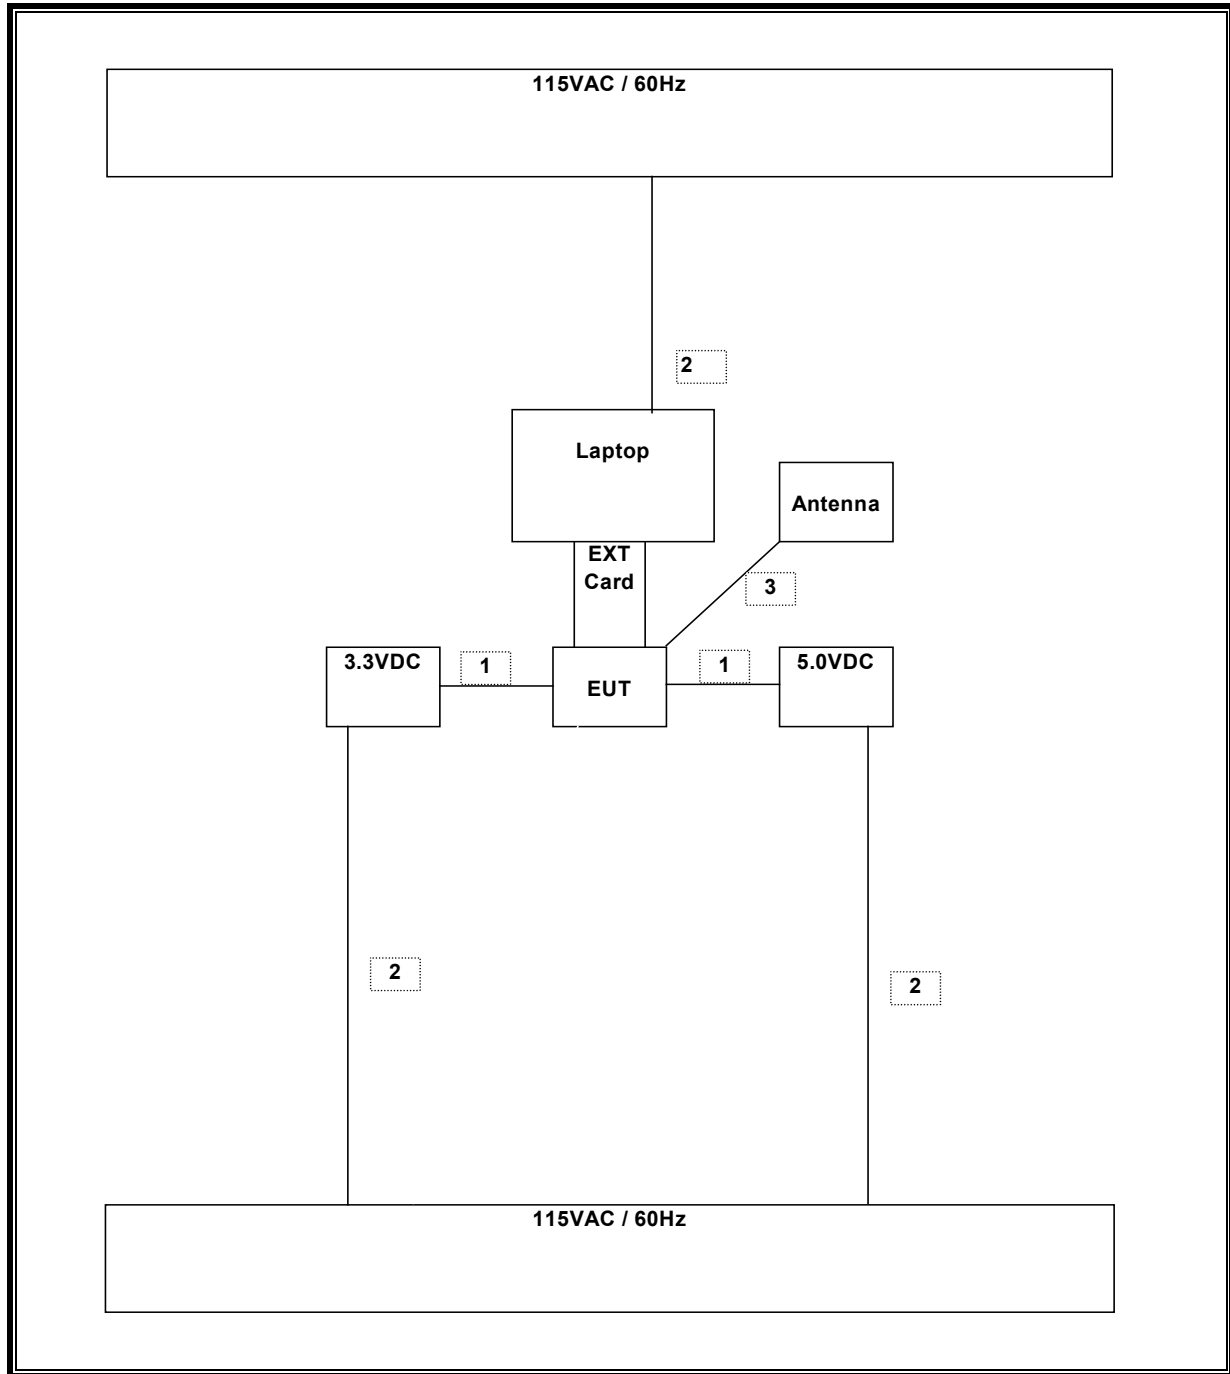 115VAC / 60Hz
2
Laptop
Antenna
EXT
Card
3
3.3VDC
1
EUT
1
5.0VDC
2
2
115VAC / 60Hz